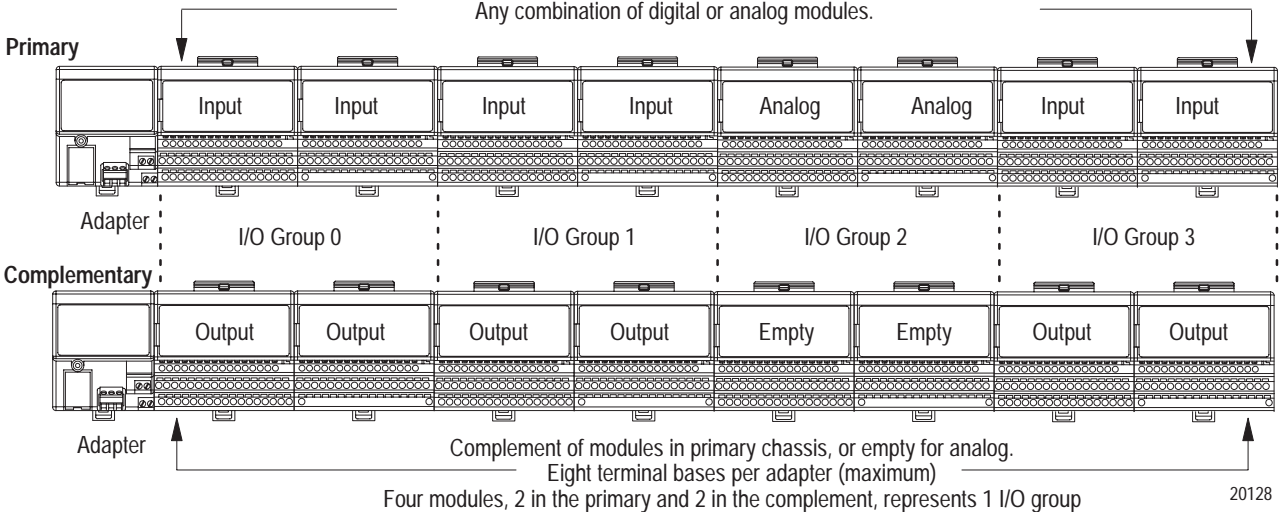 Any combination of digital or analog modules.
Primary
Input Input Input Input Analog Analog Input Input
Adapter
I/O Group 0 I/O Group 1 I/O Group 2 I/O Group 3
Complementary
Output Output Output Output Empty Empty Output Output
Adapter
Complement of modules in primary chassis, or empty for analog.
Eight terminal bases per adapter (maximum)
Four modules, 2 in the primary and 2 in the complement, represents 1 I/O group
20128